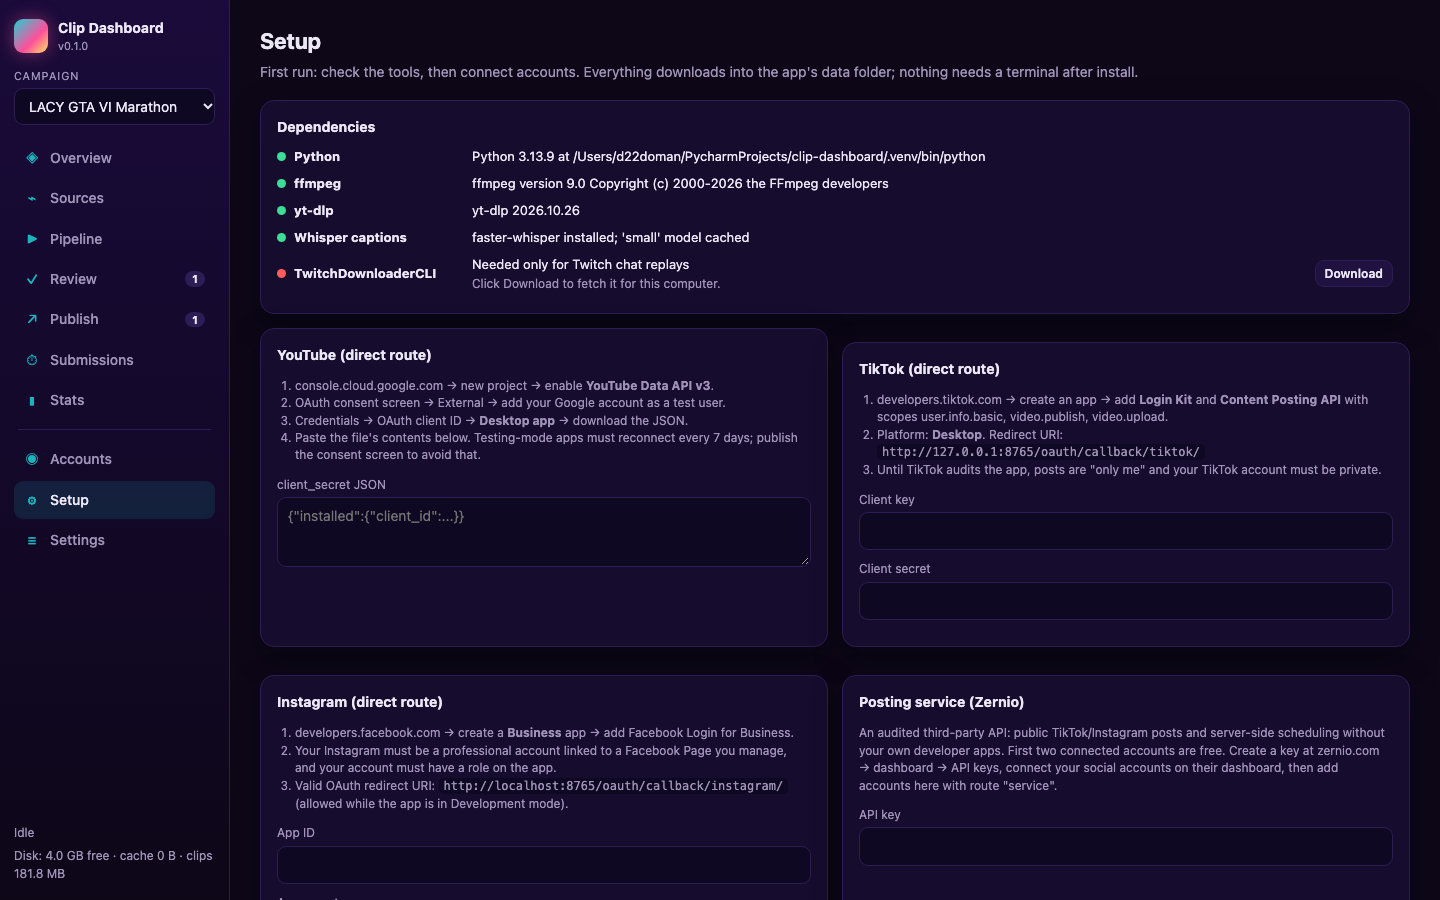 Clip Dashboard
v0.1.0
CAMPAIGN
LACY GTA VI Marathon
Overview
Sources
Pipeline
Review 1
Publish 1
Submissions
Stats
Accounts
Setup
Settings
Idle
Disk: 4.0 GB free · cache 0 B · clips
181.8 MB
Setup
First run: check the tools, then connect accounts. Everything downloads into the app's data folder; nothing needs a terminal after install.
Dependencies
Python Python 3.13.9 at /Users/d22doman/PycharmProjects/clip-dashboard/.venv/bin/python
ffmpeg ffmpeg version 9.0 Copyright (c) 2000-2026 the FFmpeg developers
yt-dlp yt-dlp 2026.10.26
Whisper captions faster-whisper installed; 'small' model cached
TwitchDownloaderCLI Needed only for Twitch chat replays
Click Download to fetch it for this computer.
Download
YouTube (direct route)
1. console.cloud.google.com → new project → enable YouTube Data API v3.
2. OAuth consent screen → External → add your Google account as a test user.
3. Credentials → OAuth client ID → Desktop app → download the JSON.
4. Paste the file's contents below. Testing-mode apps must reconnect every 7 days; publish
the consent screen to avoid that.
client_secret JSON
{"installed":{"client_id":...}}
TikTok (direct route)
1. developers.tiktok.com → create an app → add Login Kit and Content Posting API with
scopes user.info.basic, video.publish, video.upload.
2. Platform: Desktop. Redirect URI:
http://127.0.0.1:8765/oauth/callback/tiktok/
3. Until TikTok audits the app, posts are "only me" and your TikTok account must be private.
Client key
Client secret
Instagram (direct route)
1. developers.facebook.com → create a Business app → add Facebook Login for Business.
2. Your Instagram must be a professional account linked to a Facebook Page you manage,
and your account must have a role on the app.
3. Valid OAuth redirect URI: http://localhost:8765/oauth/callback/instagram/
(allowed while the app is in Development mode).
App ID
Posting service (Zernio)
An audited third-party API: public TikTok/Instagram posts and server-side scheduling without
your own developer apps. First two connected accounts are free. Create a key at zernio.com
→ dashboard → API keys, connect your social accounts on their dashboard, then add
accounts here with route "service".
API key